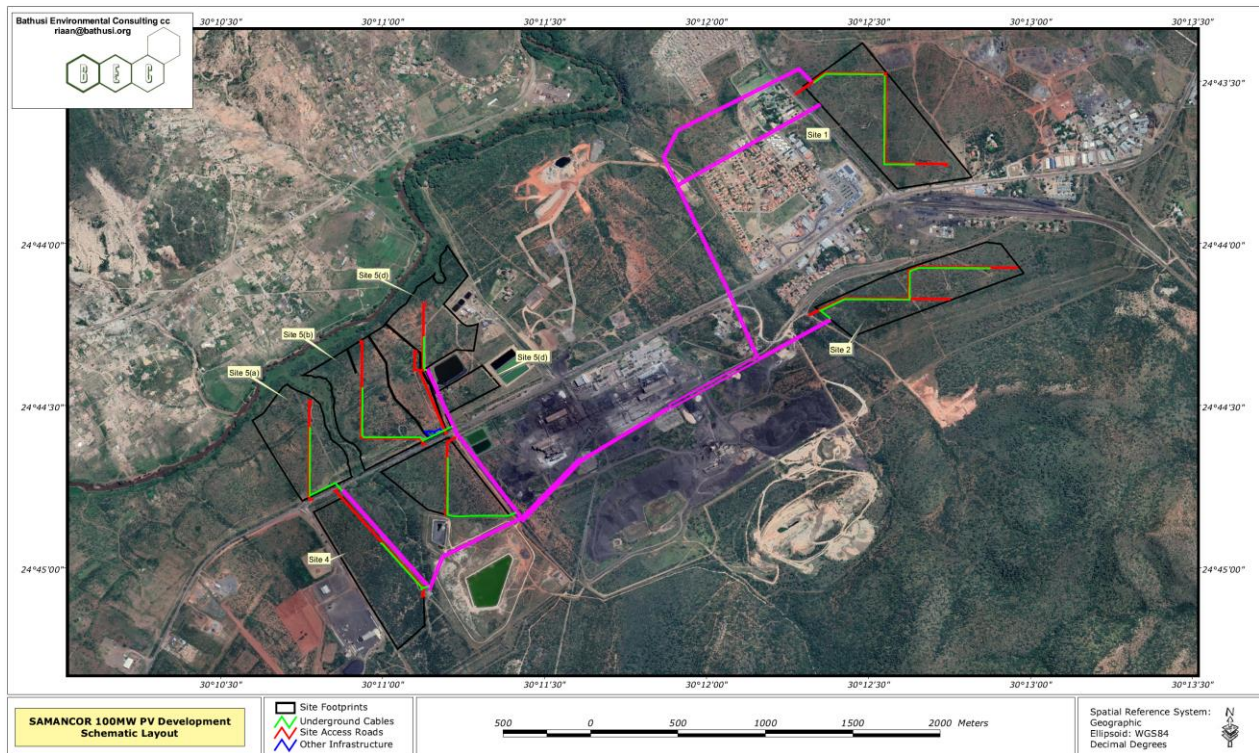 Bathusi Environmental Consulting cc
riaan@bathusi.org
B E C
30°10'30" 30°11'00" 30°11'30" 30°12'00" 30°12'30" 30°13'00" 30°13'30"
24°43'30" 24°43'30"
Site 1
24°44'00" 24°44'00"
Site 5(d)
Site 5(b)
Site 5(d)
Site 2
Site 5(a)
24°44'30" 24°44'30"
Site 4
24°45'00" 24°45'00"
30°10'30" 30°11'00" 30°11'30" 30°12'00" 30°12'30" 30°13'00" 30°13'30"
SAMANCOR 100MW PV Development
Schematic Layout
Site Footprints
Underground Cables
Site Access Roads
Other Infrastructure
500 0 500 1000 1500 2000 Meters
Spatial Reference System:
Geographic
Ellipsoid: WGS84
Decimal Degrees
N